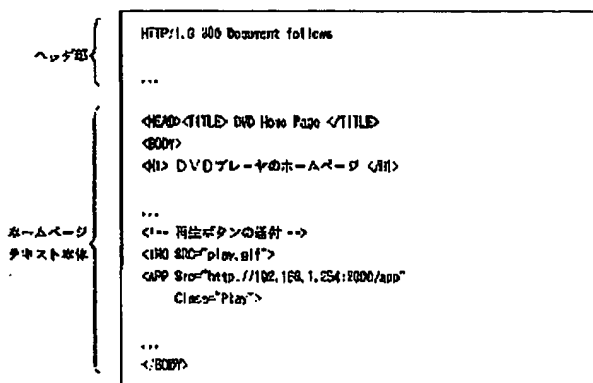 ヘッダ部
HTTP/1.0 200 Document follows
...
<HEAD><TITLE> DVD Home Page </TITLE>
<BODY>
<H1> DVDプレーヤのホームページ </H1>
...
ホームページ
テキスト本体
<!-- 再生ボタンの送付 -->
<IMG SRC="play.gif">
<APP Src="http://192.168.1.254:2000/app"
Class="Play">
...
</BODY>